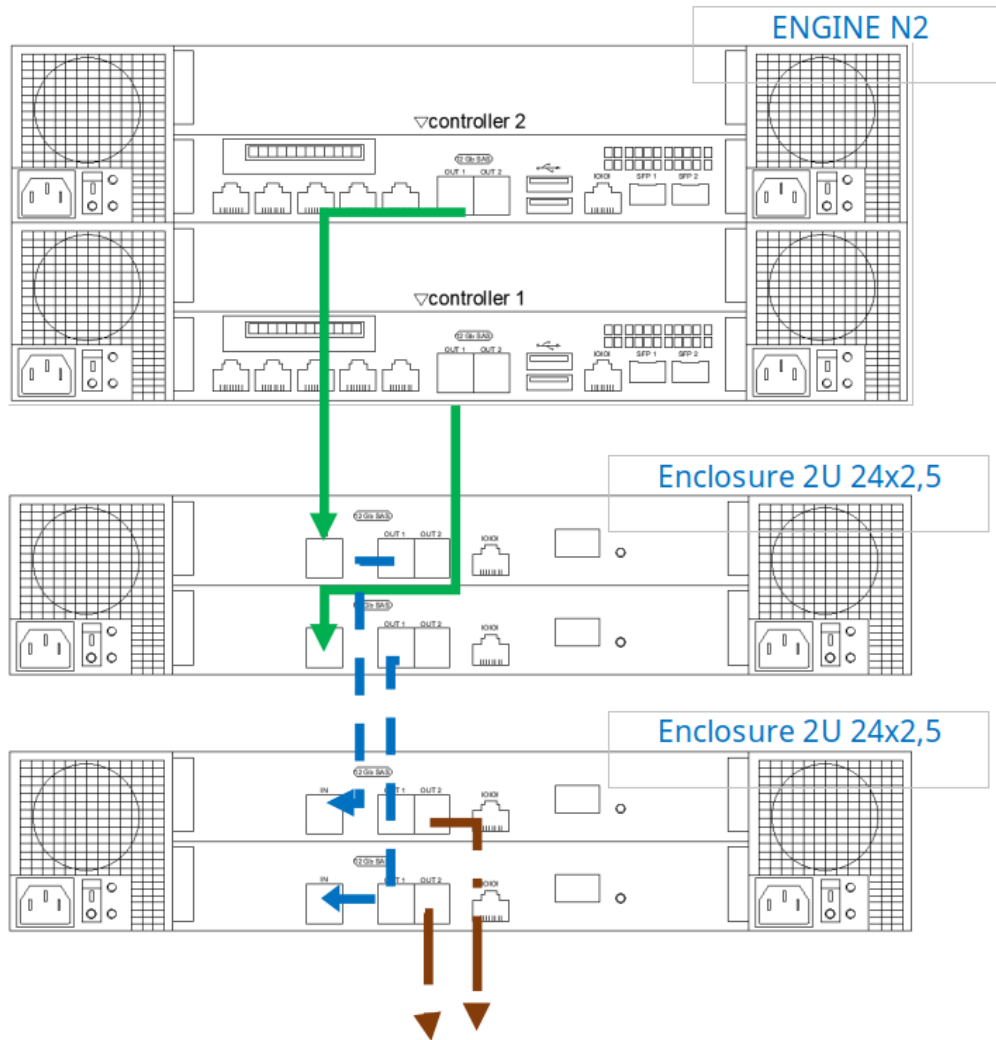 ENGINE N2
▽controller 2
12 Gb SAS
OUT 1 OUT 2
IOIOI SFP 1 SFP 2
▽controller 1
12 Gb SAS
OUT 1 OUT 2
IOIOI SFP 1 SFP 2
Enclosure 2U 24x2,5
12 Gb SAS
OUT 1 OUT 2 IOIOI
Gb SAS
OUT 1 OUT 2 IOIOI
Enclosure 2U 24x2,5
12 Gb SAS
IN OUT 1 OUT 2 IOIOI
12 Gb SA
IN T 1 OUT 2 IOIOI